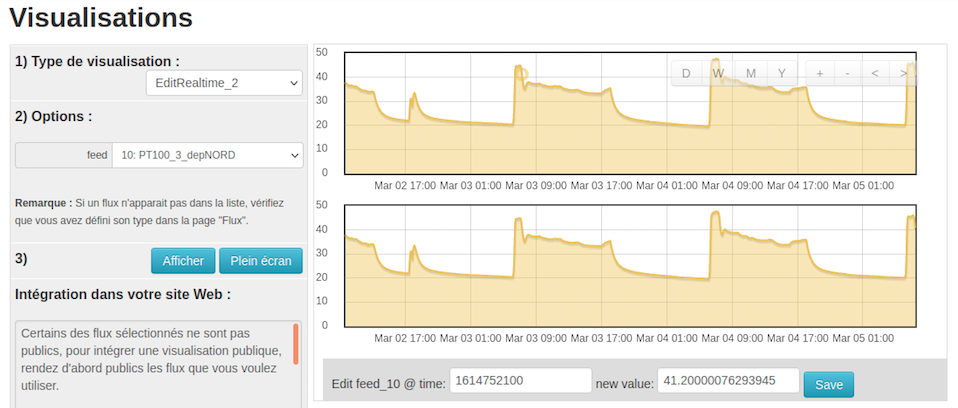 Visualisations
1) Type de visualisation :
EditRealtime_2
2) Options :
feed 10: PT100_3_depNORD
Remarque : Si un flux n'apparait pas dans la liste, vérifiez
que vous avez défini son type dans la page "Flux".
3) Afficher Plein écran
Intégration dans votre site Web :
Certains des flux sélectionnés ne sont pas
publics, pour intégrer une visualisation publique,
rendez d'abord publics les flux que vous voulez
utiliser.
50
40
30
20
10
0
D W M Y + - < >
Mar 02 17:00 Mar 03 01:00 Mar 03 09:00 Mar 03 17:00 Mar 04 01:00 Mar 04 09:00 Mar 04 17:00 Mar 05 01:00
50
40
30
20
10
0
Mar 02 17:00 Mar 03 01:00 Mar 03 09:00 Mar 03 17:00 Mar 04 01:00 Mar 04 09:00 Mar 04 17:00 Mar 05 01:00
Edit feed_10 @ time: 1614752100 new value: 41.20000076293945 Save